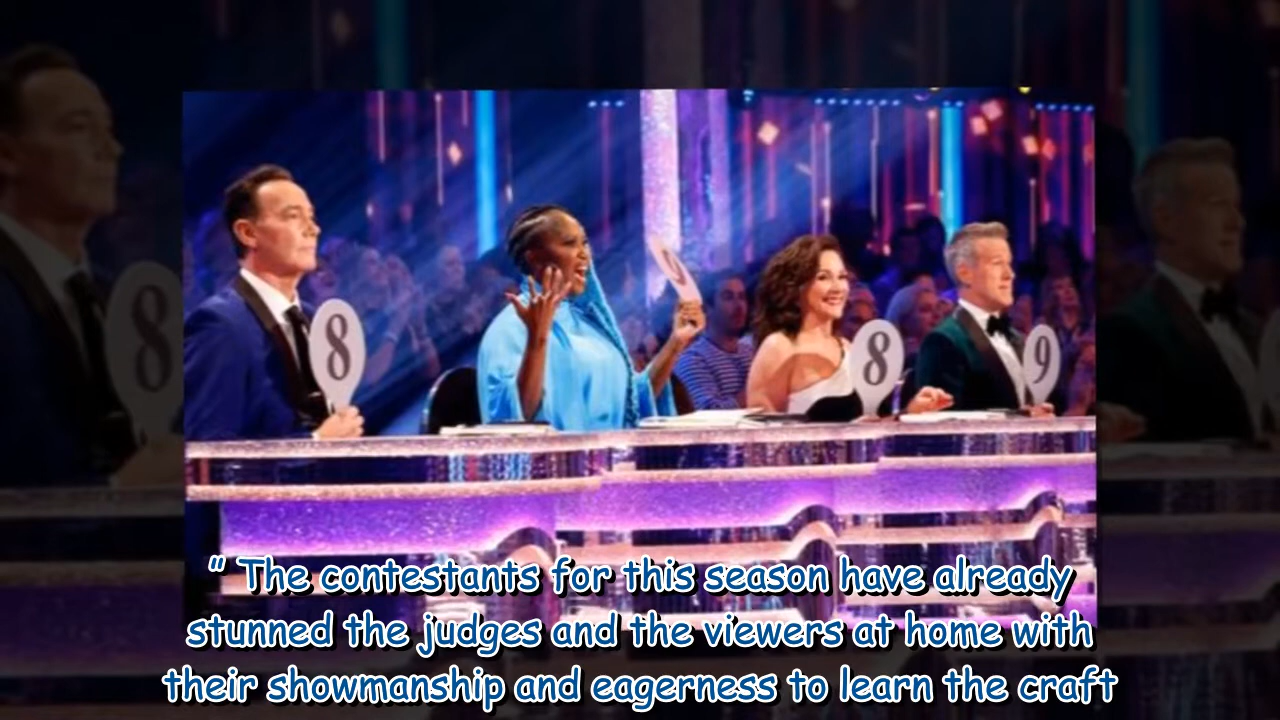 8
8
9
“ The contestants for this season have already
stunned the judges and the viewers at home with
their showmanship and eagerness to learn the craft